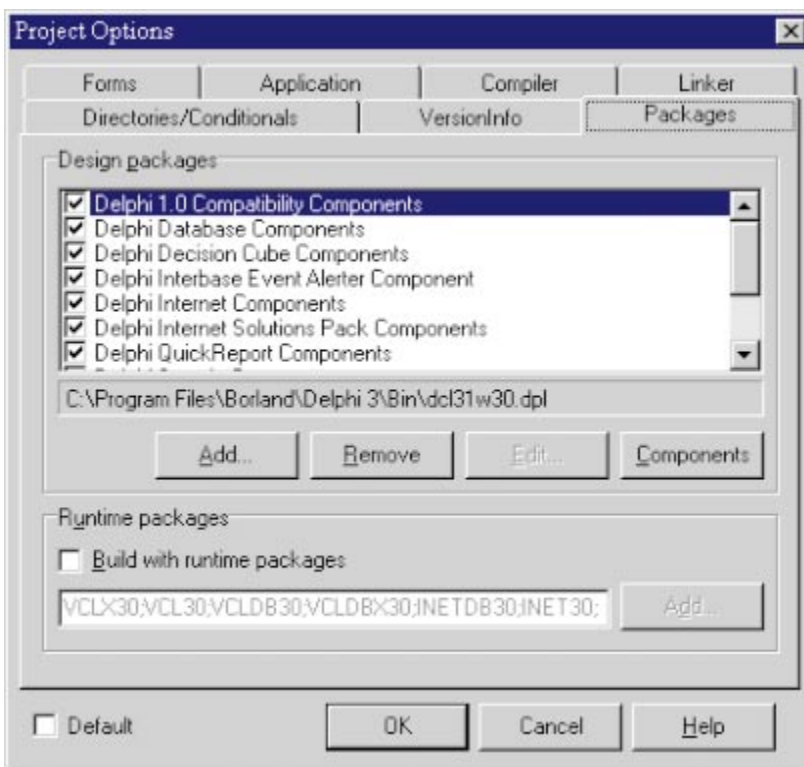 Project Options
Forms Application Compiler Linker
Directories/Conditionals VersionInfo Packages
Design packages
Delphi 1.0 Compatibility Components
Delphi Database Components
Delphi Decision Cube Components
Delphi Interbase Event Alerter Component
Delphi Internet Components
Delphi Internet Solutions Pack Components
Delphi QuickReport Components
C:\Program Files\Borland\Delphi 3\Bin\dcl31w30.dpl
Add... Remove Edit... Components
Runtime packages
Build with runtime packages
VCLX30;VCL30;VCLDB30;VCLDBX30;INETDB30;INET30; Add...
Default OK Cancel Help